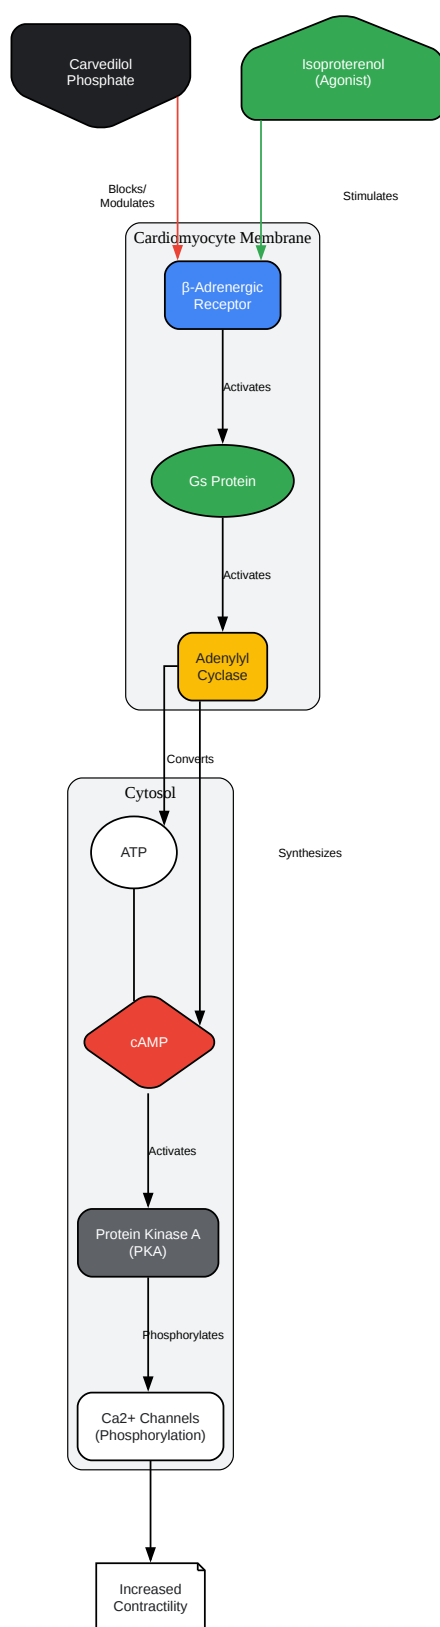 Carvedilol
Phosphate
Isoproterenol
(Agonist)
Blocks/
Modulates
Stimulates
Cardiomyocyte Membrane
β-Adrenergic
Receptor
Activates
Gs Protein
Activates
Adenylyl
Cyclase
Converts
Cytosol
ATP
Synthesizes
cAMP
Activates
Protein Kinase A
(PKA)
Phosphorylates
Ca2+ Channels
(Phosphorylation)
Increased
Contractility